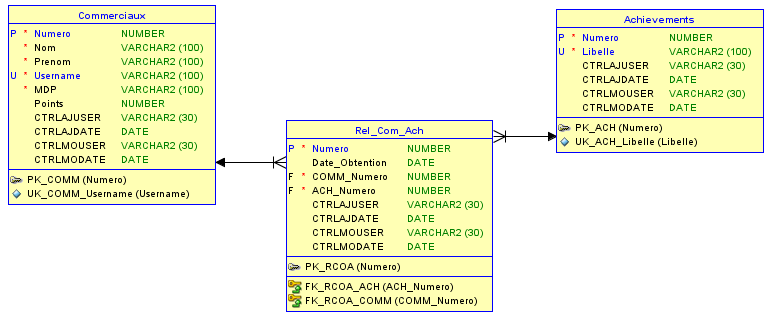 Commerciaux
P * Numero NUMBER
* Nom VARCHAR2 (100)
* Prenom VARCHAR2 (100)
U * Username VARCHAR2 (100)
* MDP VARCHAR2 (100)
Points NUMBER
CTRLAJUSER VARCHAR2 (30)
CTRLAJDATE DATE
CTRLMOUSER VARCHAR2 (30)
CTRLMODATE DATE
PK_COMM (Numero)
UK_COMM_Username (Username)
Rel_Com_Ach
P * Numero NUMBER
Date_Obtention DATE
F * COMM_Numero NUMBER
F * ACH_Numero NUMBER
CTRLAJUSER VARCHAR2 (30)
CTRLAJDATE DATE
CTRLMOUSER VARCHAR2 (30)
CTRLMODATE DATE
PK_RCOA (Numero)
FK_RCOA_ACH (ACH_Numero)
FK_RCOA_COMM (COMM_Numero)
Achievements
P * Numero NUMBER
U * Libelle VARCHAR2 (100)
CTRLAJUSER VARCHAR2 (30)
CTRLAJDATE DATE
CTRLMOUSER VARCHAR2 (30)
CTRLMODATE DATE
PK_ACH (Numero)
UK_ACH_Libelle (Libelle)